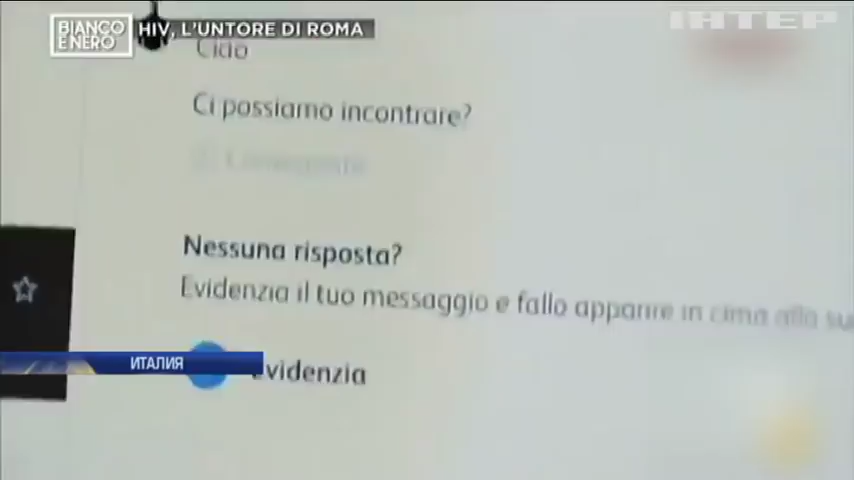 BIANCO
E NERO
HIV, L'UNTORE DI ROMA
ІНТЕР
Ciao
Ci possiamo incontrare?
Nessuna risposta?
Evidenzia il tuo messaggio e fallo apparire in cima alla
ИТАЛИЯ
Evidenzia